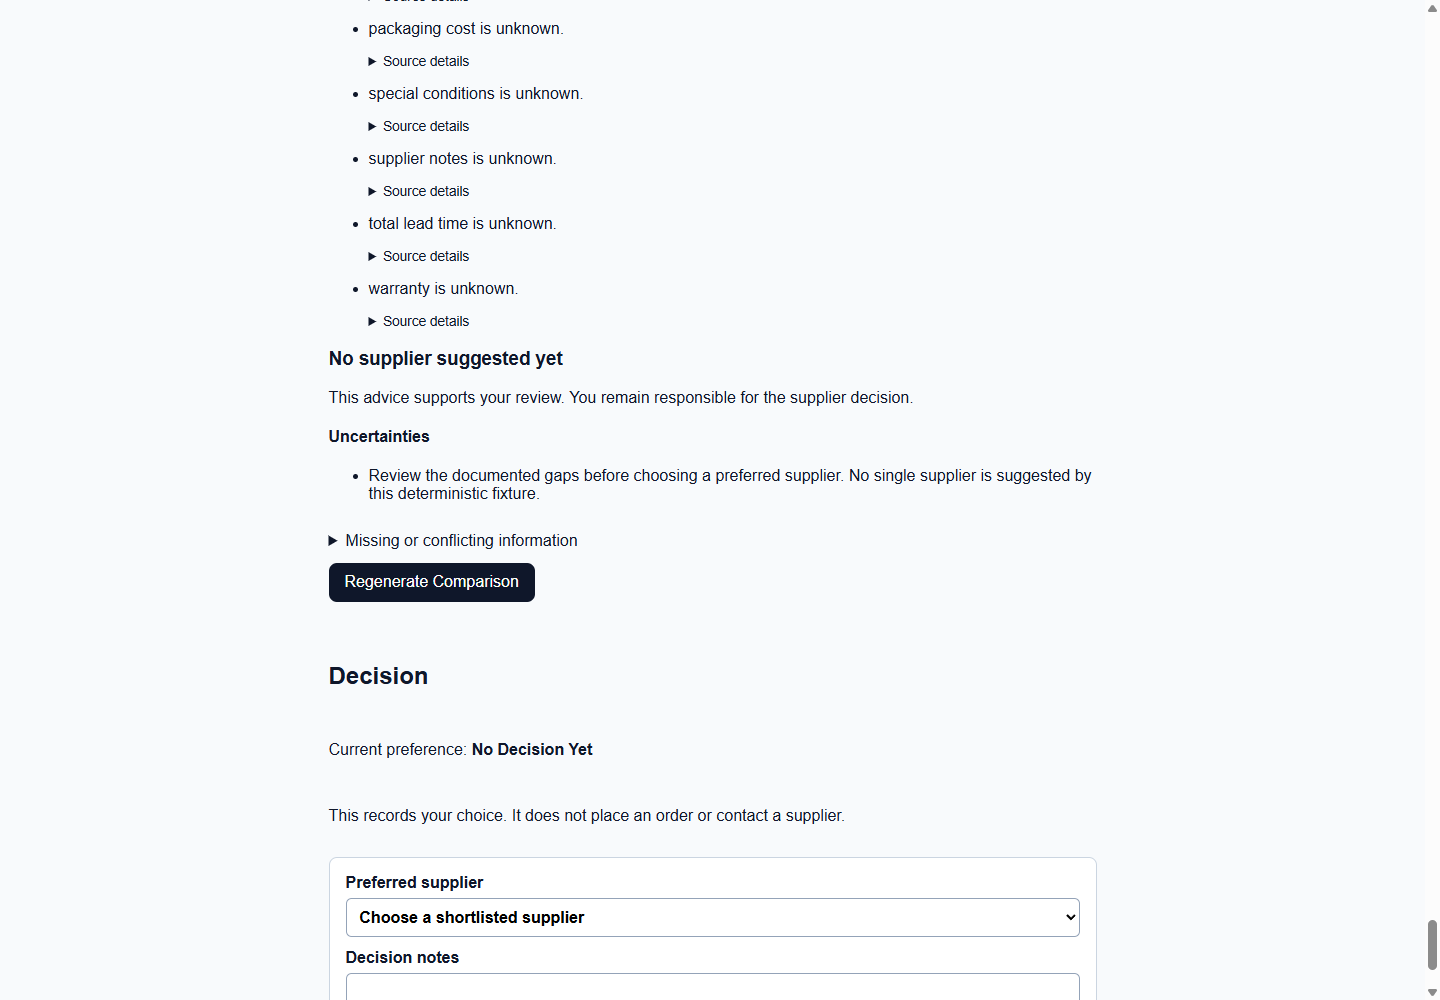 Source details
packaging cost is unknown.
Source details
special conditions is unknown.
Source details
supplier notes is unknown.
Source details
total lead time is unknown.
Source details
warranty is unknown.
Source details
No supplier suggested yet
This advice supports your review. You remain responsible for the supplier decision.
Uncertainties
Review the documented gaps before choosing a preferred supplier. No single supplier is suggested by
this deterministic fixture.
Missing or conflicting information
Regenerate Comparison
Decision
Current preference: No Decision Yet
This records your choice. It does not place an order or contact a supplier.
Preferred supplier
Choose a shortlisted supplier
Decision notes